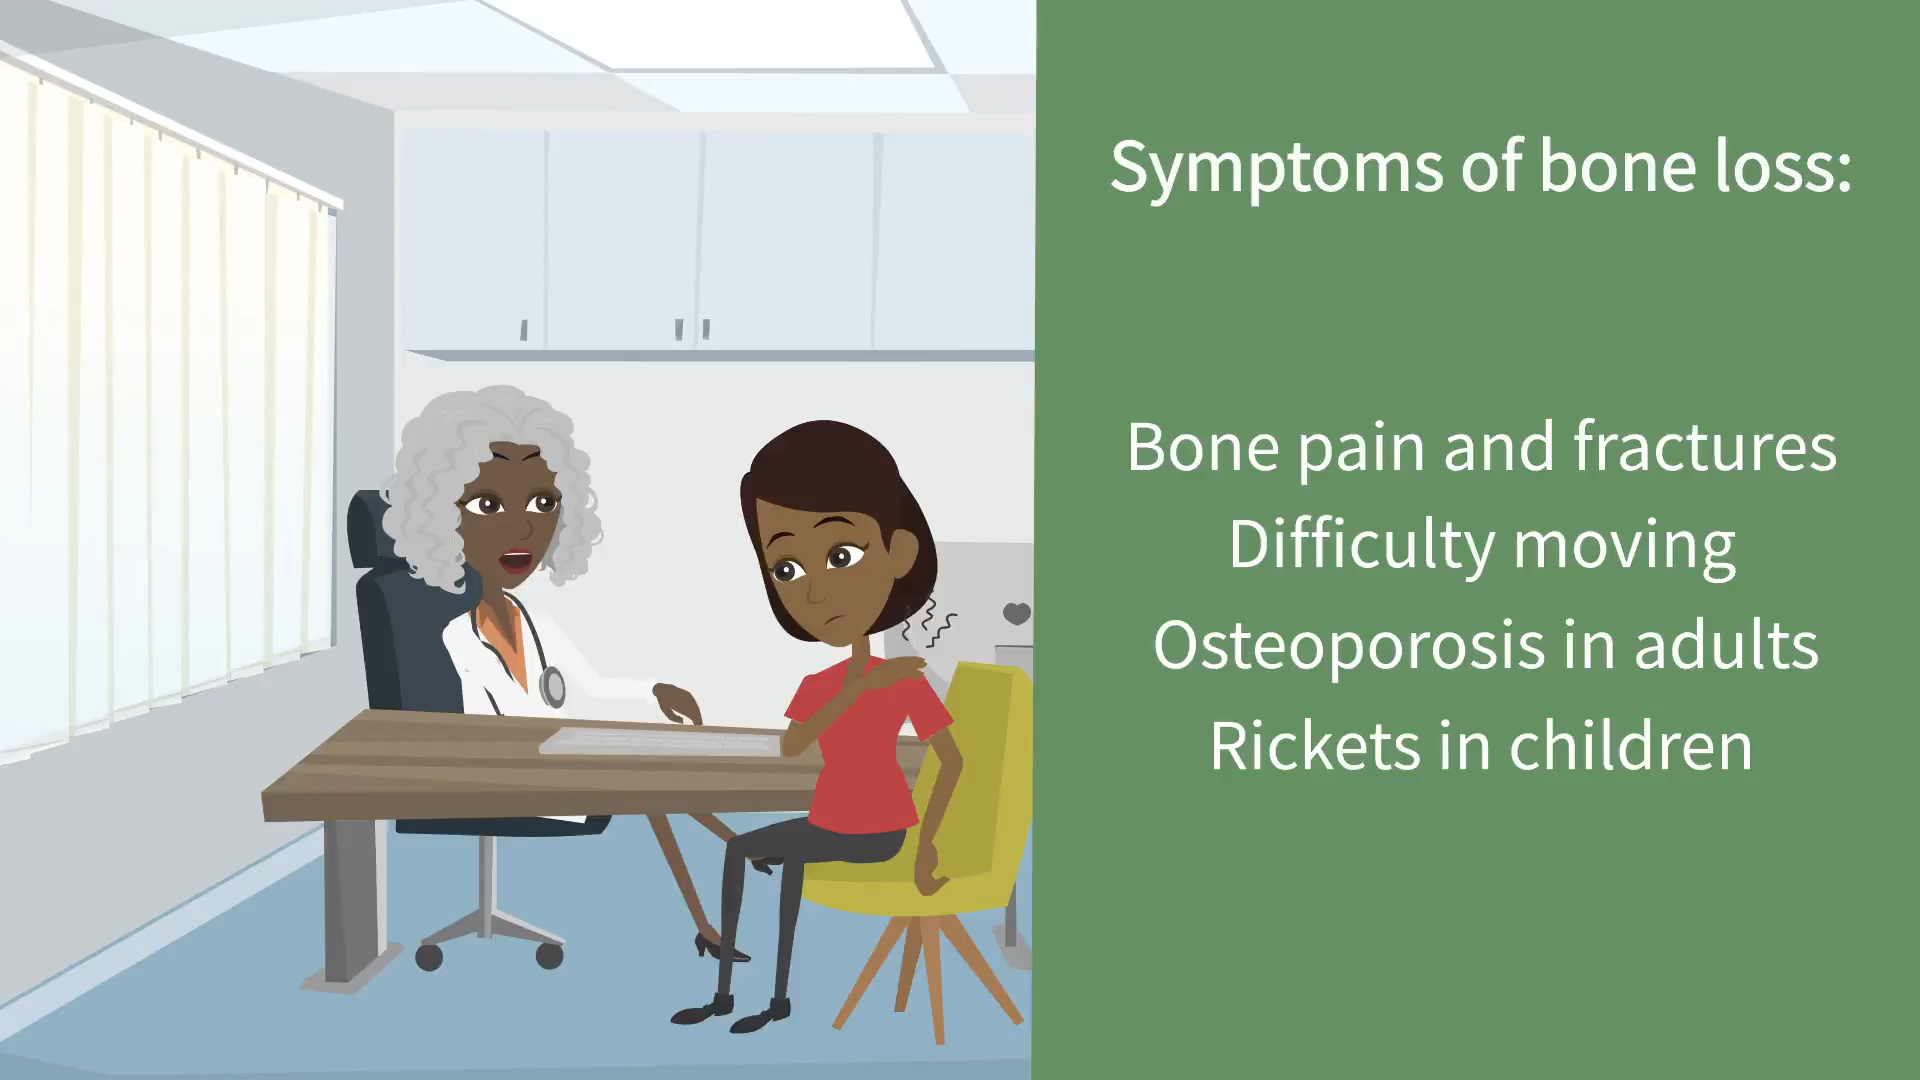 Symptoms of bone loss:
Bone pain and fractures
Difficulty moving
Osteoporosis in adults
Rickets in children